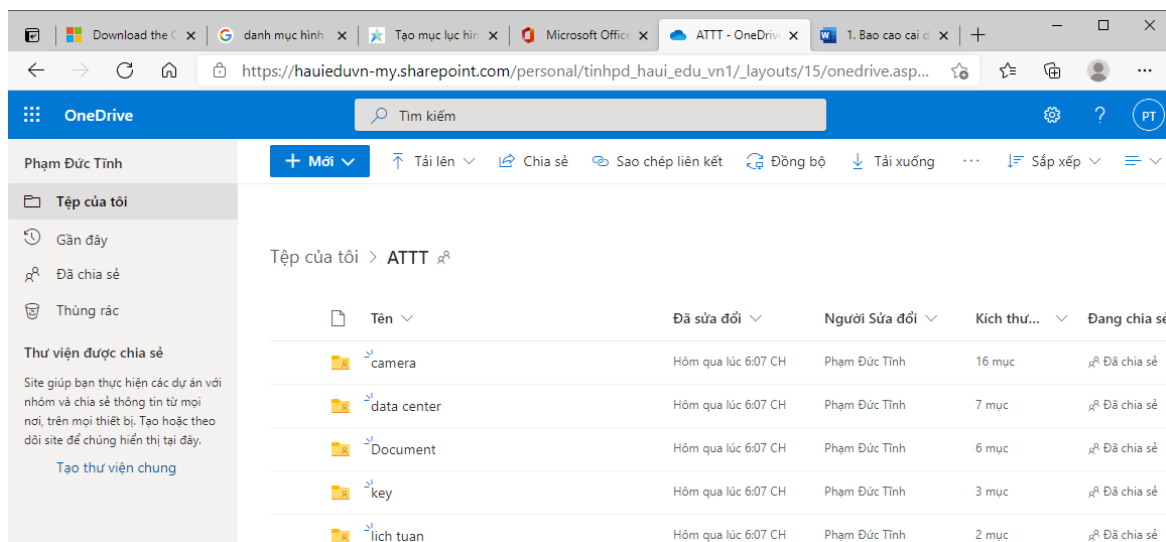 Download the C
danh mục hình
Tạo mục lục hìn
Microsoft Office
ATTT - OneDriv
1. Bao cao cai d
https://hauieduvn-my.sharepoint.com/personal/tinhpd_haui_edu_vn1/_layouts/15/onedrive.asp...
OneDrive
Tìm kiếm
?
PT
Phạm Đức Tĩnh
Mới
Tải lên
Chia sẻ
Sao chép liên kết
Đồng bộ
Tải xuống
...
Sắp xếp
Tệp của tôi
Gần đây
Đã chia sẻ
Thùng rác
Thư viện được chia sẻ
Site giúp bạn thực hiện các dự án với
nhóm và chia sẻ thông tin từ mọi
nơi, trên mọi thiết bị. Tạo hoặc theo
dõi site để chúng hiển thị tại đây.
Tạo thư viện chung
Tệp của tôi > ATTT
Tên Đã sửa đổi Người Sửa đổi Kích thư... Đang chia sẻ
camera Hôm qua lúc 6:07 CH Phạm Đức Tĩnh 16 mục Đã chia sẻ
data center Hôm qua lúc 6:07 CH Phạm Đức Tĩnh 7 mục Đã chia sẻ
Document Hôm qua lúc 6:07 CH Phạm Đức Tĩnh 6 mục Đã chia sẻ
key Hôm qua lúc 6:07 CH Phạm Đức Tĩnh 3 mục Đã chia sẻ
lich tuan Hôm qua lúc 6:07 CH Phạm Đức Tĩnh 2 mục Đã chia sẻ